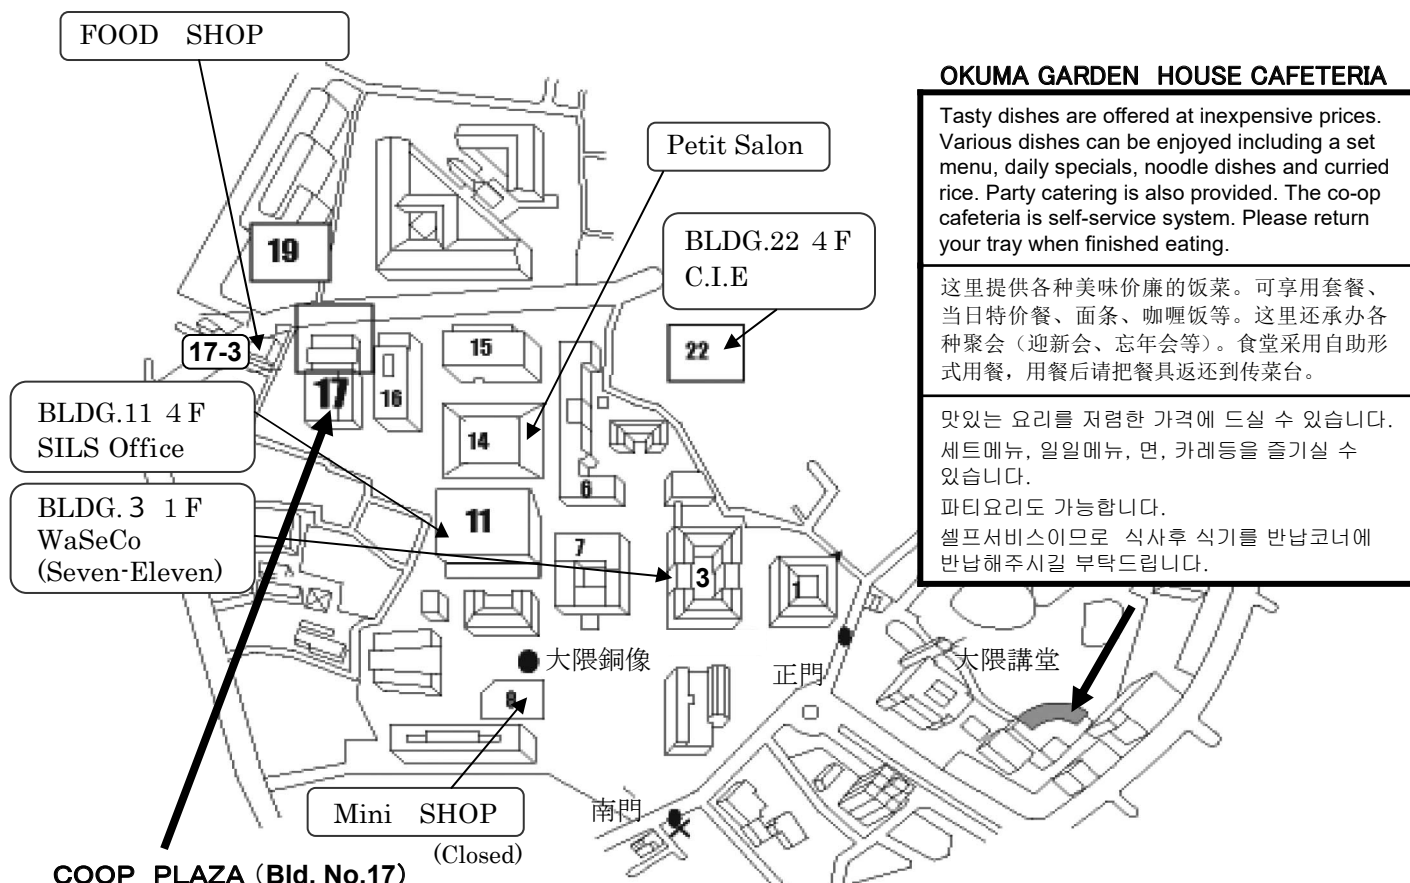 FOOD SHOP
OKUMA GARDEN HOUSE CAFETERIA
Tasty dishes are offered at inexpensive prices.
Various dishes can be enjoyed including a set
menu, daily specials, noodle dishes and curried
rice. Party catering is also provided. The co-op
cafeteria is self-service system. Please return
your tray when finished eating.
这里提供各种美味价廉的饭菜。可享用套餐、
当日特价餐、面条、咖喱饭等。这里还承办各
种聚会（迎新会、忘年会等）。食堂采用自助形
式用餐，用餐后请把餐具返还到传菜台。
맛있는 요리를 저렴한 가격에 드실 수 있습니다.
세트메뉴, 일일메뉴, 면, 카레등을 즐기실 수
있습니다.
파티요리도 가능합니다.
셀프서비스이므로 식사후 식기를 반납코너에
반납해주시길 부탁드립니다.
Petit Salon
BLDG.22 4F
C.I.E
19
17-3
15
22
17
16
14
BLDG.11 4F
SILS Office
BLDG.3 1F
WaSeCo
(Seven-Eleven)
6
11
7
3
1
大隈銅像
正門
大隈講堂
8
Mini SHOP
(Closed)
南門
COOP PLAZA (Bld. No.17)